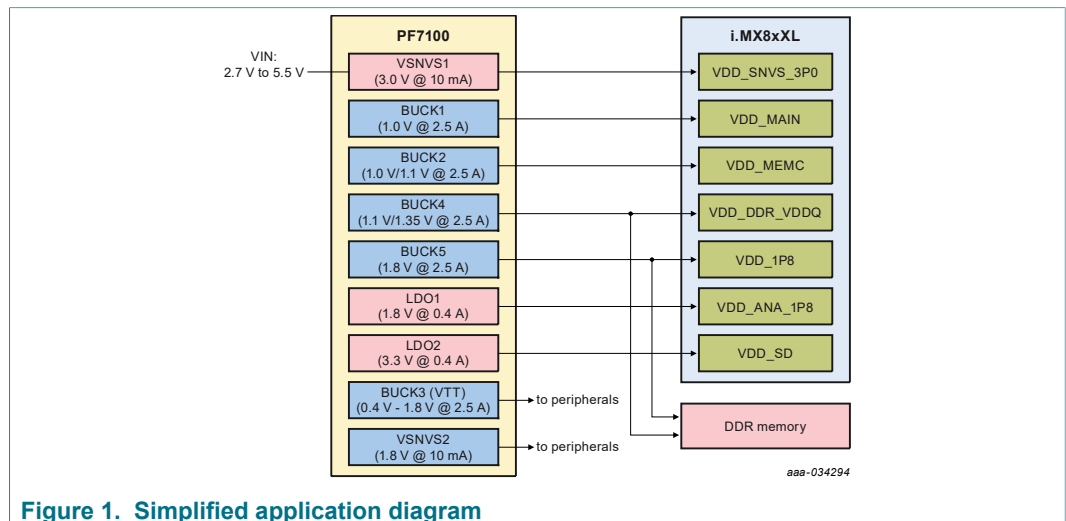 PF7100
i.MX8xXL
VIN:
2.7 V to 5.5 V
VSNVS1
(3.0 V @ 10 mA)
VDD_SNVS_3P0
BUCK1
(1.0 V @ 2.5 A)
VDD_MAIN
BUCK2
(1.0 V/1.1 V @ 2.5 A)
VDD_MEMC
BUCK4
(1.1 V/1.35 V @ 2.5 A)
VDD_DDR_VDDQ
BUCK5
(1.8 V @ 2.5 A)
VDD_1P8
LDO1
(1.8 V @ 0.4 A)
VDD_ANA_1P8
LDO2
(3.3 V @ 0.4 A)
VDD_SD
BUCK3 (VTT)
(0.4 V - 1.8 V @ 2.5 A)
to peripherals
DDR memory
VSNVS2
(1.8 V @ 10 mA)
to peripherals
aaa-034294
Figure 1. Simplified application diagram